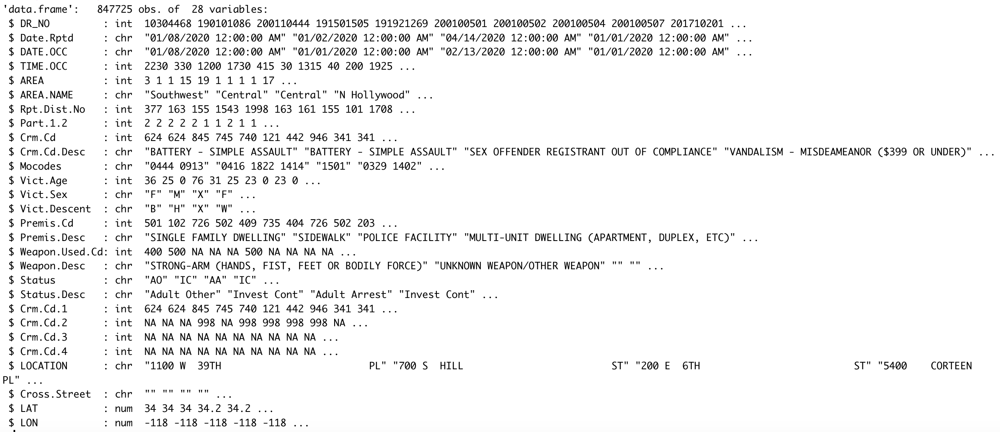 'data.frame':   847725 obs. of  28 variables:
 $ DR_NO         : int  10304468 190101086 200110444 191501505 191921269 200100501 200100502 200100504 200100507 201710201 ...
 $ Date.Rptd     : chr  "01/08/2020 12:00:00 AM" "01/02/2020 12:00:00 AM" "04/14/2020 12:00:00 AM" "01/01/2020 12:00:00 AM" ...
 $ DATE.OCC      : chr  "01/08/2020 12:00:00 AM" "01/01/2020 12:00:00 AM" "02/13/2020 12:00:00 AM" "01/01/2020 12:00:00 AM" ...
 $ TIME.OCC      : int  2230 330 1200 1730 415 30 1315 40 200 1925 ...
 $ AREA          : int  3 1 1 15 19 1 1 1 1 17 ...
 $ AREA.NAME     : chr  "Southwest" "Central" "Central" "N Hollywood" ...
 $ Rpt.Dist.No   : int  377 163 155 1543 1998 163 161 155 101 1708 ...
 $ Part.1.2      : int  2 2 2 2 2 1 1 2 1 1 ...
 $ Crm.Cd        : int  624 624 845 745 740 121 442 946 341 341 ...
 $ Crm.Cd.Desc   : chr  "BATTERY - SIMPLE ASSAULT" "BATTERY - SIMPLE ASSAULT" "SEX OFFENDER REGISTRANT OUT OF COMPLIANCE" "VANDALISM - MISDEAMEANOR ($399 OR UNDER)" ...
 $ Mocodes       : chr  "0444 0913" "0416 1822 1414" "1501" "0329 1402" ...
 $ Vict.Age      : int  36 25 0 76 31 25 23 0 23 0 ...
 $ Vict.Sex      : chr  "F" "M" "X" "F" ...
 $ Vict.Descent  : chr  "B" "H" "X" "W" ...
 $ Premis.Cd     : int  501 102 726 502 409 735 404 726 502 203 ...
 $ Premis.Desc   : chr  "SINGLE FAMILY DWELLING" "SIDEWALK" "POLICE FACILITY" "MULTI-UNIT DWELLING (APARTMENT, DUPLEX, ETC)" ...
 $ Weapon.Used.Cd: int  400 500 NA NA NA 500 NA NA NA NA ...
 $ Weapon.Desc   : chr  "STRONG-ARM (HANDS, FIST, FEET OR BODILY FORCE)" "UNKNOWN WEAPON/OTHER WEAPON" "" "" ...
 $ Status        : chr  "AO" "IC" "AA" "IC" ...
 $ Status.Desc   : chr  "Adult Other" "Invest Cont" "Adult Arrest" "Invest Cont" ...
 $ Crm.Cd.1      : int  624 624 845 745 740 121 442 946 341 341 ...
 $ Crm.Cd.2      : int  NA NA NA 998 NA 998 998 998 998 NA ...
 $ Crm.Cd.3      : int  NA NA NA NA NA NA NA NA NA NA ...
 $ Crm.Cd.4      : int  NA NA NA NA NA NA NA NA NA NA ...
 $ LOCATION      : chr  "1100 W  39TH                         PL" "700 S  HILL                         ST" "200 E  6TH                          ST" "5400    CORTEEN
PL" ...
 $ Cross.Street  : chr  "" "" "" "" ...
 $ LAT           : num  34 34 34 34.2 34.2 ...
 $ LON           : num  -118 -118 -118 -118 -118 ...